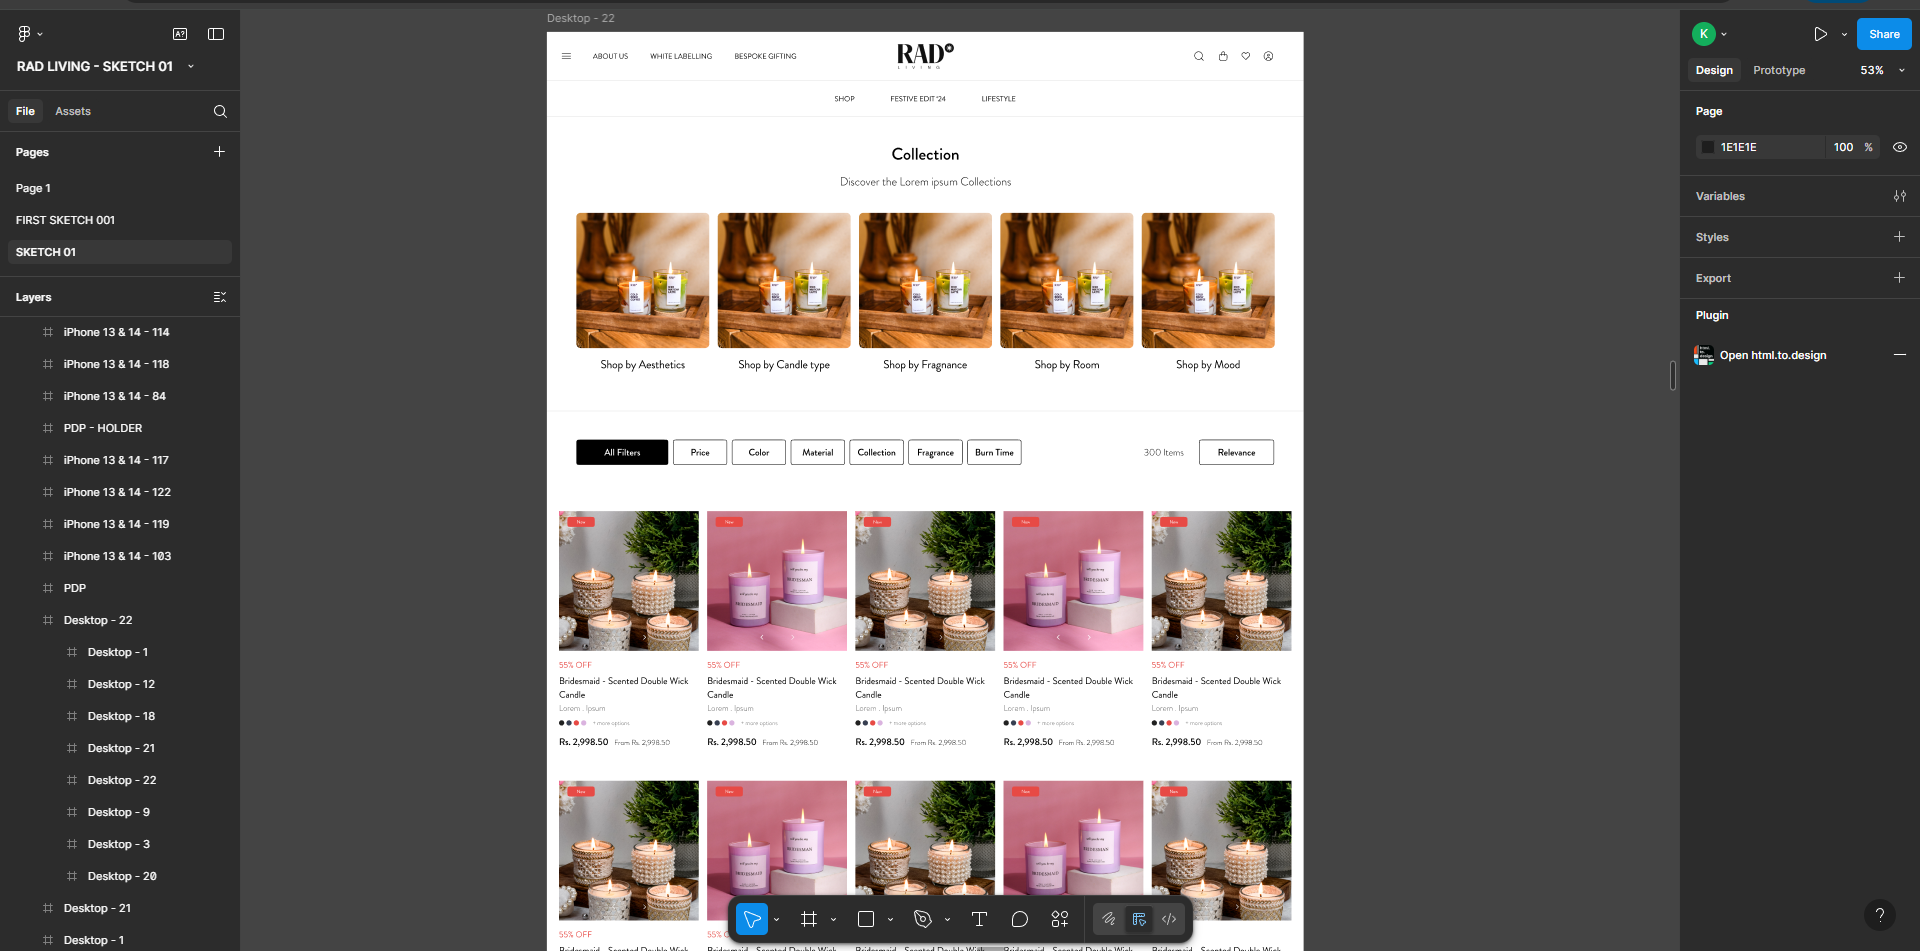 Desktop - 22
RAD LIVING - SKETCH 01
File
Assets
Pages
Page 1
FIRST SKETCH 001
SKETCH 01
Layers
iPhone 13 & 14 - 114
iPhone 13 & 14 - 118
iPhone 13 & 14 - 84
PDP - HOLDER
iPhone 13 & 14 - 117
iPhone 13 & 14 - 122
iPhone 13 & 14 - 119
iPhone 13 & 14 - 103
PDP
Desktop - 22
Desktop - 1
Desktop - 12
Desktop - 18
Desktop - 21
Desktop - 22
Desktop - 9
Desktop - 3
Desktop - 20
Desktop - 21
Desktop - 1
ABOUT US WHITE LABELLING BESPOKE GIFTING
RAD
LIVING
SHOP FESTIVE EDIT '24 LIFESTYLE
Collection
Discover the Lorem ipsum Collections
Shop by Aesthetics Shop by Candle type Shop by Fragnance Shop by Room Shop by Mood
All Filters Price Color Material Collection Fragrance Burn Time 300 Items Relevance
New New New New New
BRIDESMAN BRIDESMAN
BRIDESMAID BRIDESMAID
55% OFF 55% OFF 55% OFF 55% OFF 55% OFF
Bridesmaid - Scented Double Wick Bridesmaid - Scented Double Wick Bridesmaid - Scented Double Wick Bridesmaid - Scented Double Wick Bridesmaid - Scented Double Wick
Candle Candle Candle Candle Candle
Lorem . Ipsum Lorem . Ipsum Lorem . Ipsum Lorem . Ipsum Lorem . Ipsum
+ more options + more options + more options + more options + more options
Rs. 2,998.50 From Rs. 2,998.50 Rs. 2,998.50 From Rs. 2,998.50 Rs. 2,998.50 From Rs. 2,998.50 Rs. 2,998.50 From Rs. 2,998.50 Rs. 2,998.50 From Rs. 2,998.50
New New New New New
BRIDESMAN BRIDESMAN
BRIDESMAID BRIDESMAID
55% OFF 55% O 55% OFF
K
Share
Design Prototype 53%
Page
1E1E1E 100 %
Variables
Styles
Export
Plugin
Open html.to.design
?